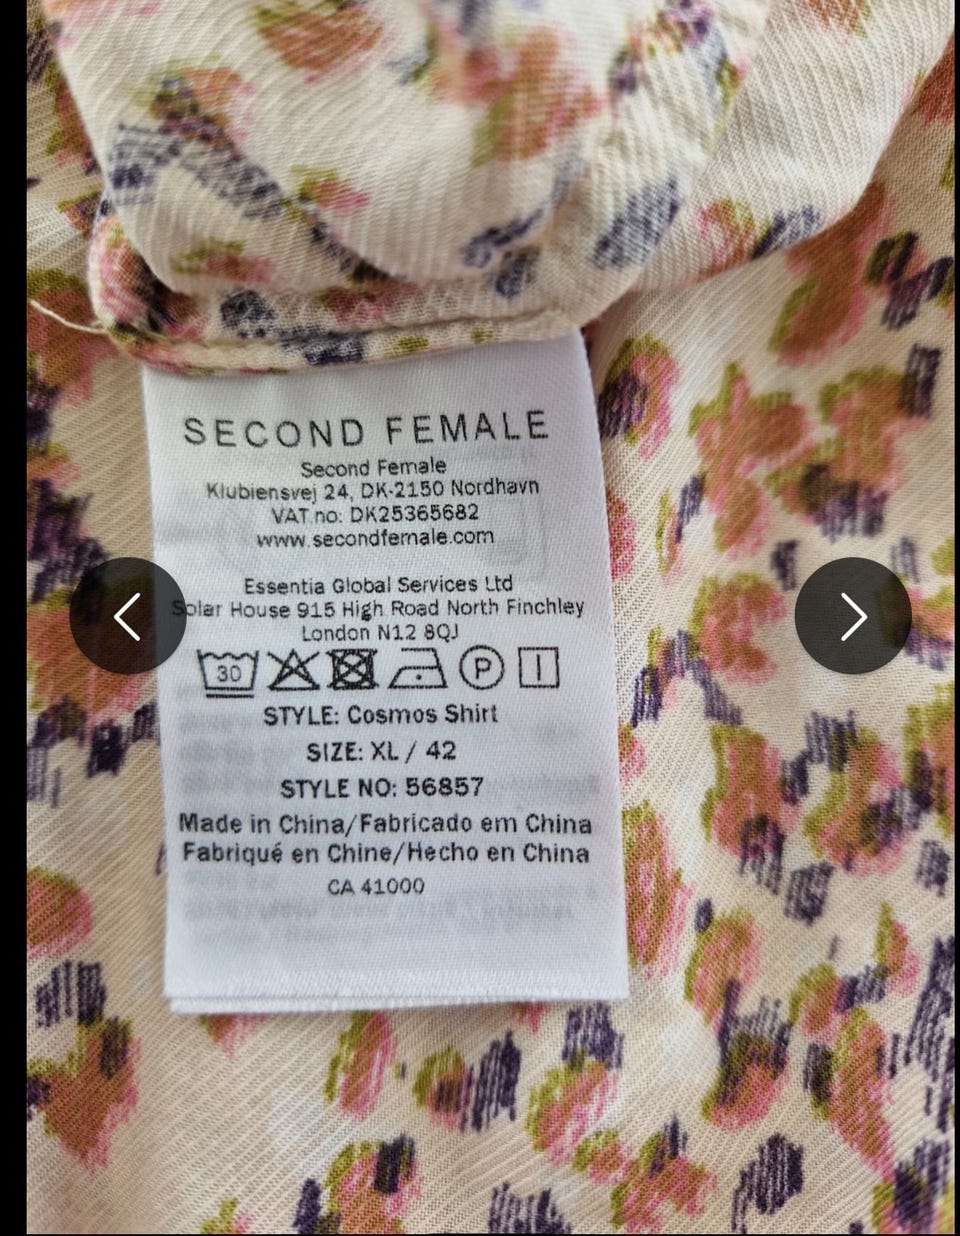 SECOND FEMALE
Second Female
Klubiensvej 24, DK-2150 Nordhavn
VAT.no: DK25365682
www.secondfemale.com
Essentia Global Services Ltd
Solar House 915 High Road North Finchley
London N12 8QJ
30 P
STYLE: Cosmos Shirt
SIZE: XL / 42
STYLE NO: 56857
Made in China/Fabricado em China
Fabriqué en Chine/Hecho en China
CA 41000